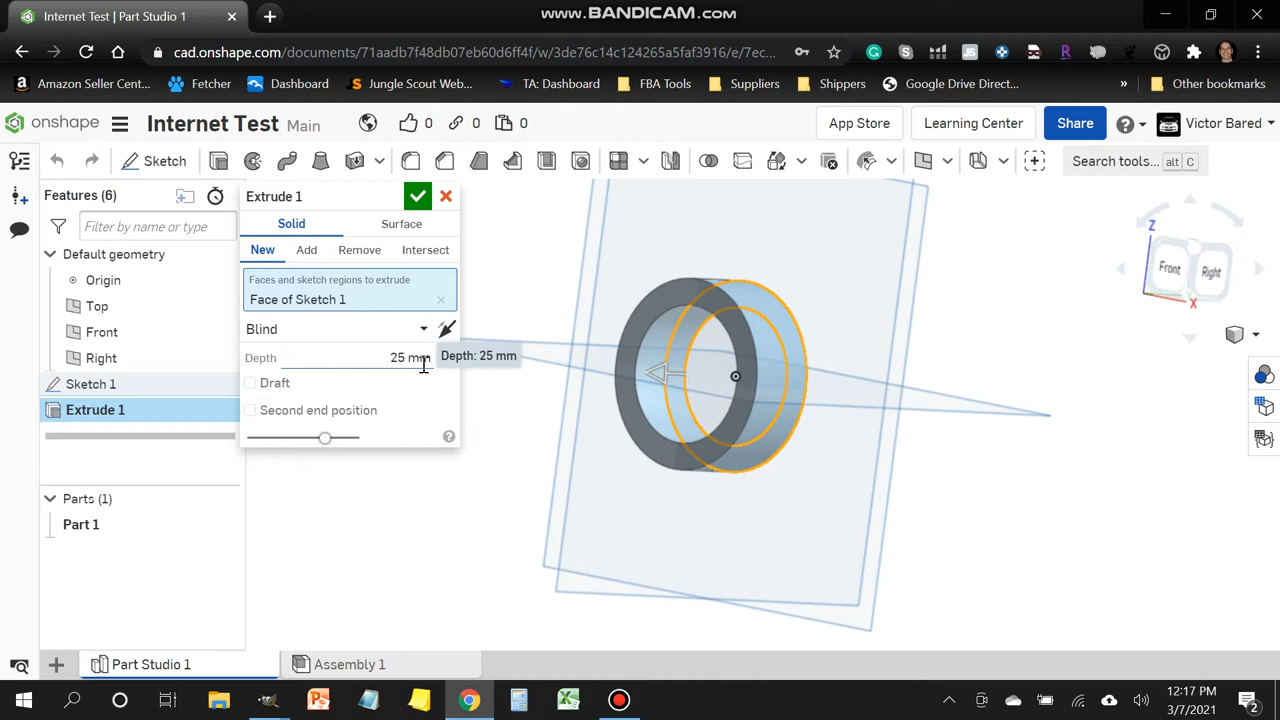 Internet Test | Part Studio 1
WWW.BANDICAM.COM
cad.onshape.com/documents/71aadb7f48db07eb60d6ff4f/w/3de76c14c124265a5faf3916/e/7ec...
Amazon Seller Cent...
Fetcher
Dashboard
Jungle Scout Web...
TA: Dashboard
FBA Tools
Suppliers
Shippers
Google Drive Direct...
»
Other bookmarks
onshape
Internet Test Main
0
0
0
App Store
Learning Center
Share
Victor Bared
Sketch
Search tools... alt C
Features (6)
Filter by name or type
Default geometry
Origin
Top
Front
Right
Sketch 1
Extrude 1
Parts (1)
Part 1
Extrude 1
Solid
Surface
New
Add
Remove
Intersect
Faces and sketch regions to extrude
Face of Sketch 1
Blind
Depth 25 mm
Depth: 25 mm
Draft
Second end position
Z
Front
Right
X
Part Studio 1
Assembly 1
12:17 PM
3/7/2021
2